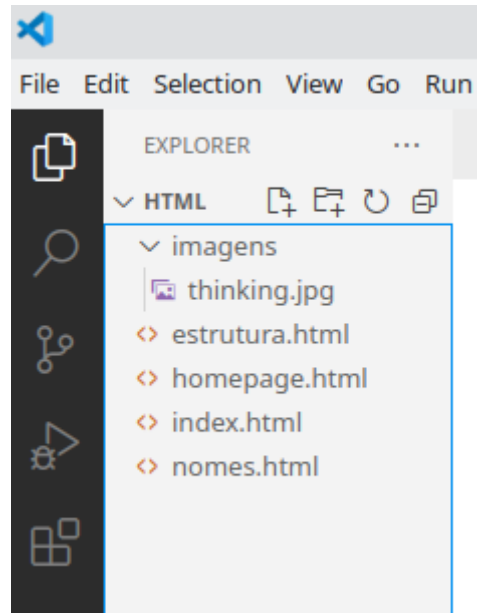 File Edit Selection View Go Run
EXPLORER ...
HTML
imagens
thinking.jpg
estrutura.html
homepage.html
index.html
nomes.html